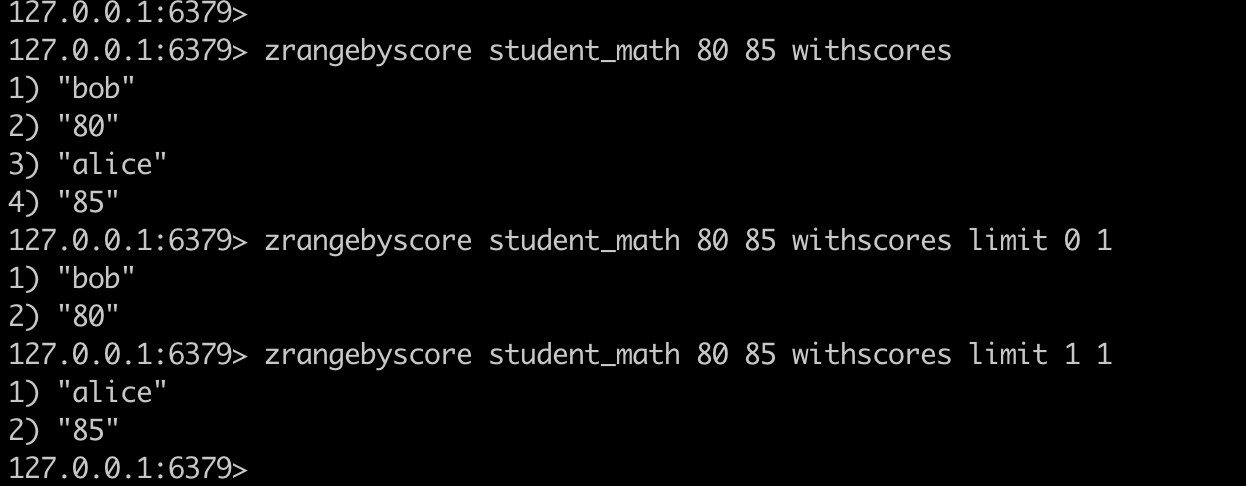 127.0.0.1:6379>
127.0.0.1:6379> zrangebyscore student_math 80 85 withscores
1) "bob"
2) "80"
3) "alice"
4) "85"
127.0.0.1:6379> zrangebyscore student_math 80 85 withscores limit 0 1
1) "bob"
2) "80"
127.0.0.1:6379> zrangebyscore student_math 80 85 withscores limit 1 1
1) "alice"
2) "85"
127.0.0.1:6379>